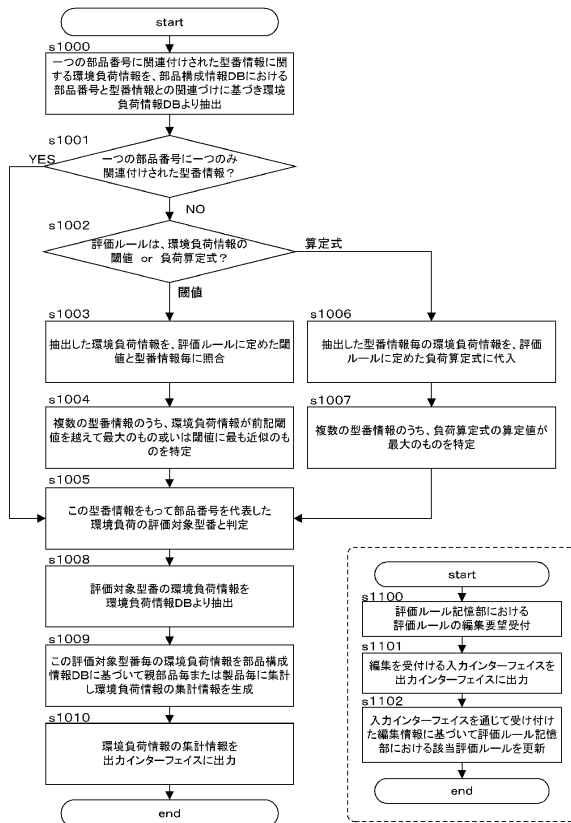 start
s1000
一つの部品番号に関連付けされた型番情報に関
する環境負荷情報を、部品構成情報DBにおける
部品番号と型番情報との関連づけに基づき環境
負荷情報DBより抽出
s1001
YES
一つの部品番号に一つのみ
関連付けされた型番情報？
NO
s1002
評価ルールは、環境負荷情報の
閾値 or 負荷算定式？
算定式
閾値
s1003
抽出した環境負荷情報を、評価ルールに定めた閾
値と型番情報毎に照合
s1006
抽出した型番情報毎の環境負荷情報を、評価
ルールに定めた負荷算定式に代入
s1004
複数の型番情報のうち、環境負荷情報が前記閾
値を越えて最大のもの或いは閾値に最も近似のも
のを特定
s1007
複数の型番情報のうち、負荷算定式の算定値が
最大のものを特定
s1005
この型番情報をもって部品番号を代表した
環境負荷の評価対象型番と判定
s1008
評価対象型番の環境負荷情報を
環境負荷情報DBより抽出
s1009
この評価対象型番毎の環境負荷情報を部品構成
情報DBに基づいて親部品毎または製品毎に集計
し環境負荷情報の集計情報を生成
s1010
環境負荷情報の集計情報を
出力インターフェイスに出力
end
start
s1100
評価ルール記憶部における
評価ルールの編集要望受付
s1101
編集を受付ける入力インターフェイスを
出力インターフェイスに出力
s1102
入力インターフェイスを通じて受け付け
た編集情報に基づいて評価ルール記憶
部における該当評価ルールを更新
end